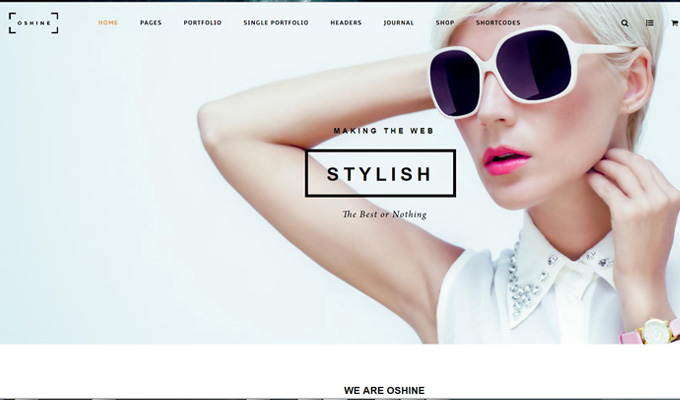 OSHINE
HOME PAGES PORTFOLIO SINGLE PORTFOLIO HEADERS JOURNAL SHOP SHORTCODES
MAKING THE WEB
STYLISH
The Best or Nothing
WE ARE OSHINE